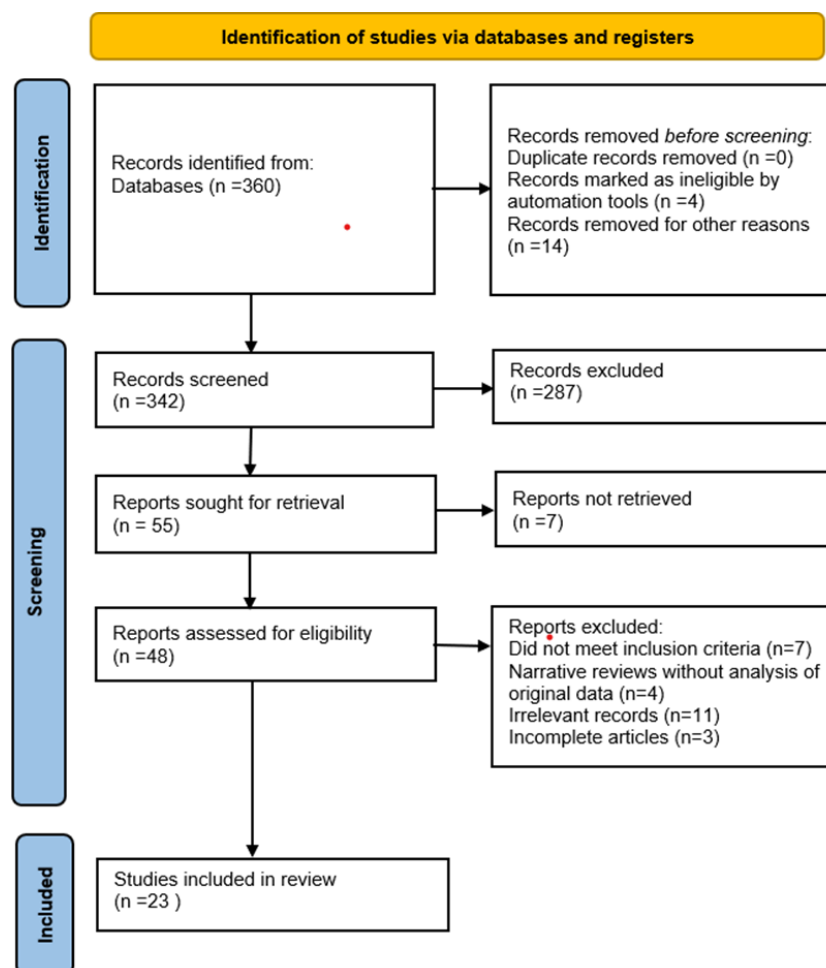 Identification of studies via databases and registers
Identification
Records identified from:
Databases (n =360)
Records removed before screening:
Duplicate records removed (n =0)
Records marked as ineligible by
automation tools (n =4)
Records removed for other reasons
(n =14)
Screening
Records screened
(n =342)
Records excluded
(n =287)
Reports sought for retrieval
(n = 55)
Reports not retrieved
(n =7)
Reports assessed for eligibility
(n =48)
Reports excluded:
Did not meet inclusion criteria (n=7)
Narrative reviews without analysis of
original data (n=4)
Irrelevant records (n=11)
Incomplete articles (n=3)
Included
Studies included in review
(n =23 )